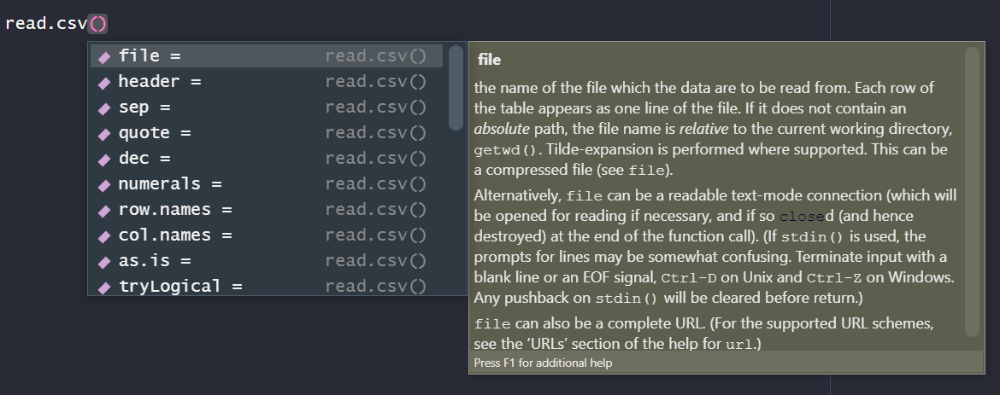 read.csv()
file = read.csv()
header = read.csv()
sep = read.csv()
quote = read.csv()
dec = read.csv()
numerals = read.csv()
row.names = read.csv()
col.names = read.csv()
as.is = read.csv()
tryLogical = read.csv()
file
the name of the file which the data are to be read from. Each row of
the table appears as one line of the file. If it does not contain an
absolute path, the file name is relative to the current working directory,
getwd(). Tilde-expansion is performed where supported. This can be
a compressed file (see file).
Alternatively, file can be a readable text-mode connection (which will
be opened for reading if necessary, and if so closed (and hence
destroyed) at the end of the function call). (If stdin() is used, the
prompts for lines may be somewhat confusing. Terminate input with a
blank line or an EOF signal, Ctrl-D on Unix and Ctrl-Z on Windows.
Any pushback on stdin() will be cleared before return.)
file can also be a complete URL. (For the supported URL schemes,
see the ‘URLs’ section of the help for url.)
Press F1 for additional help